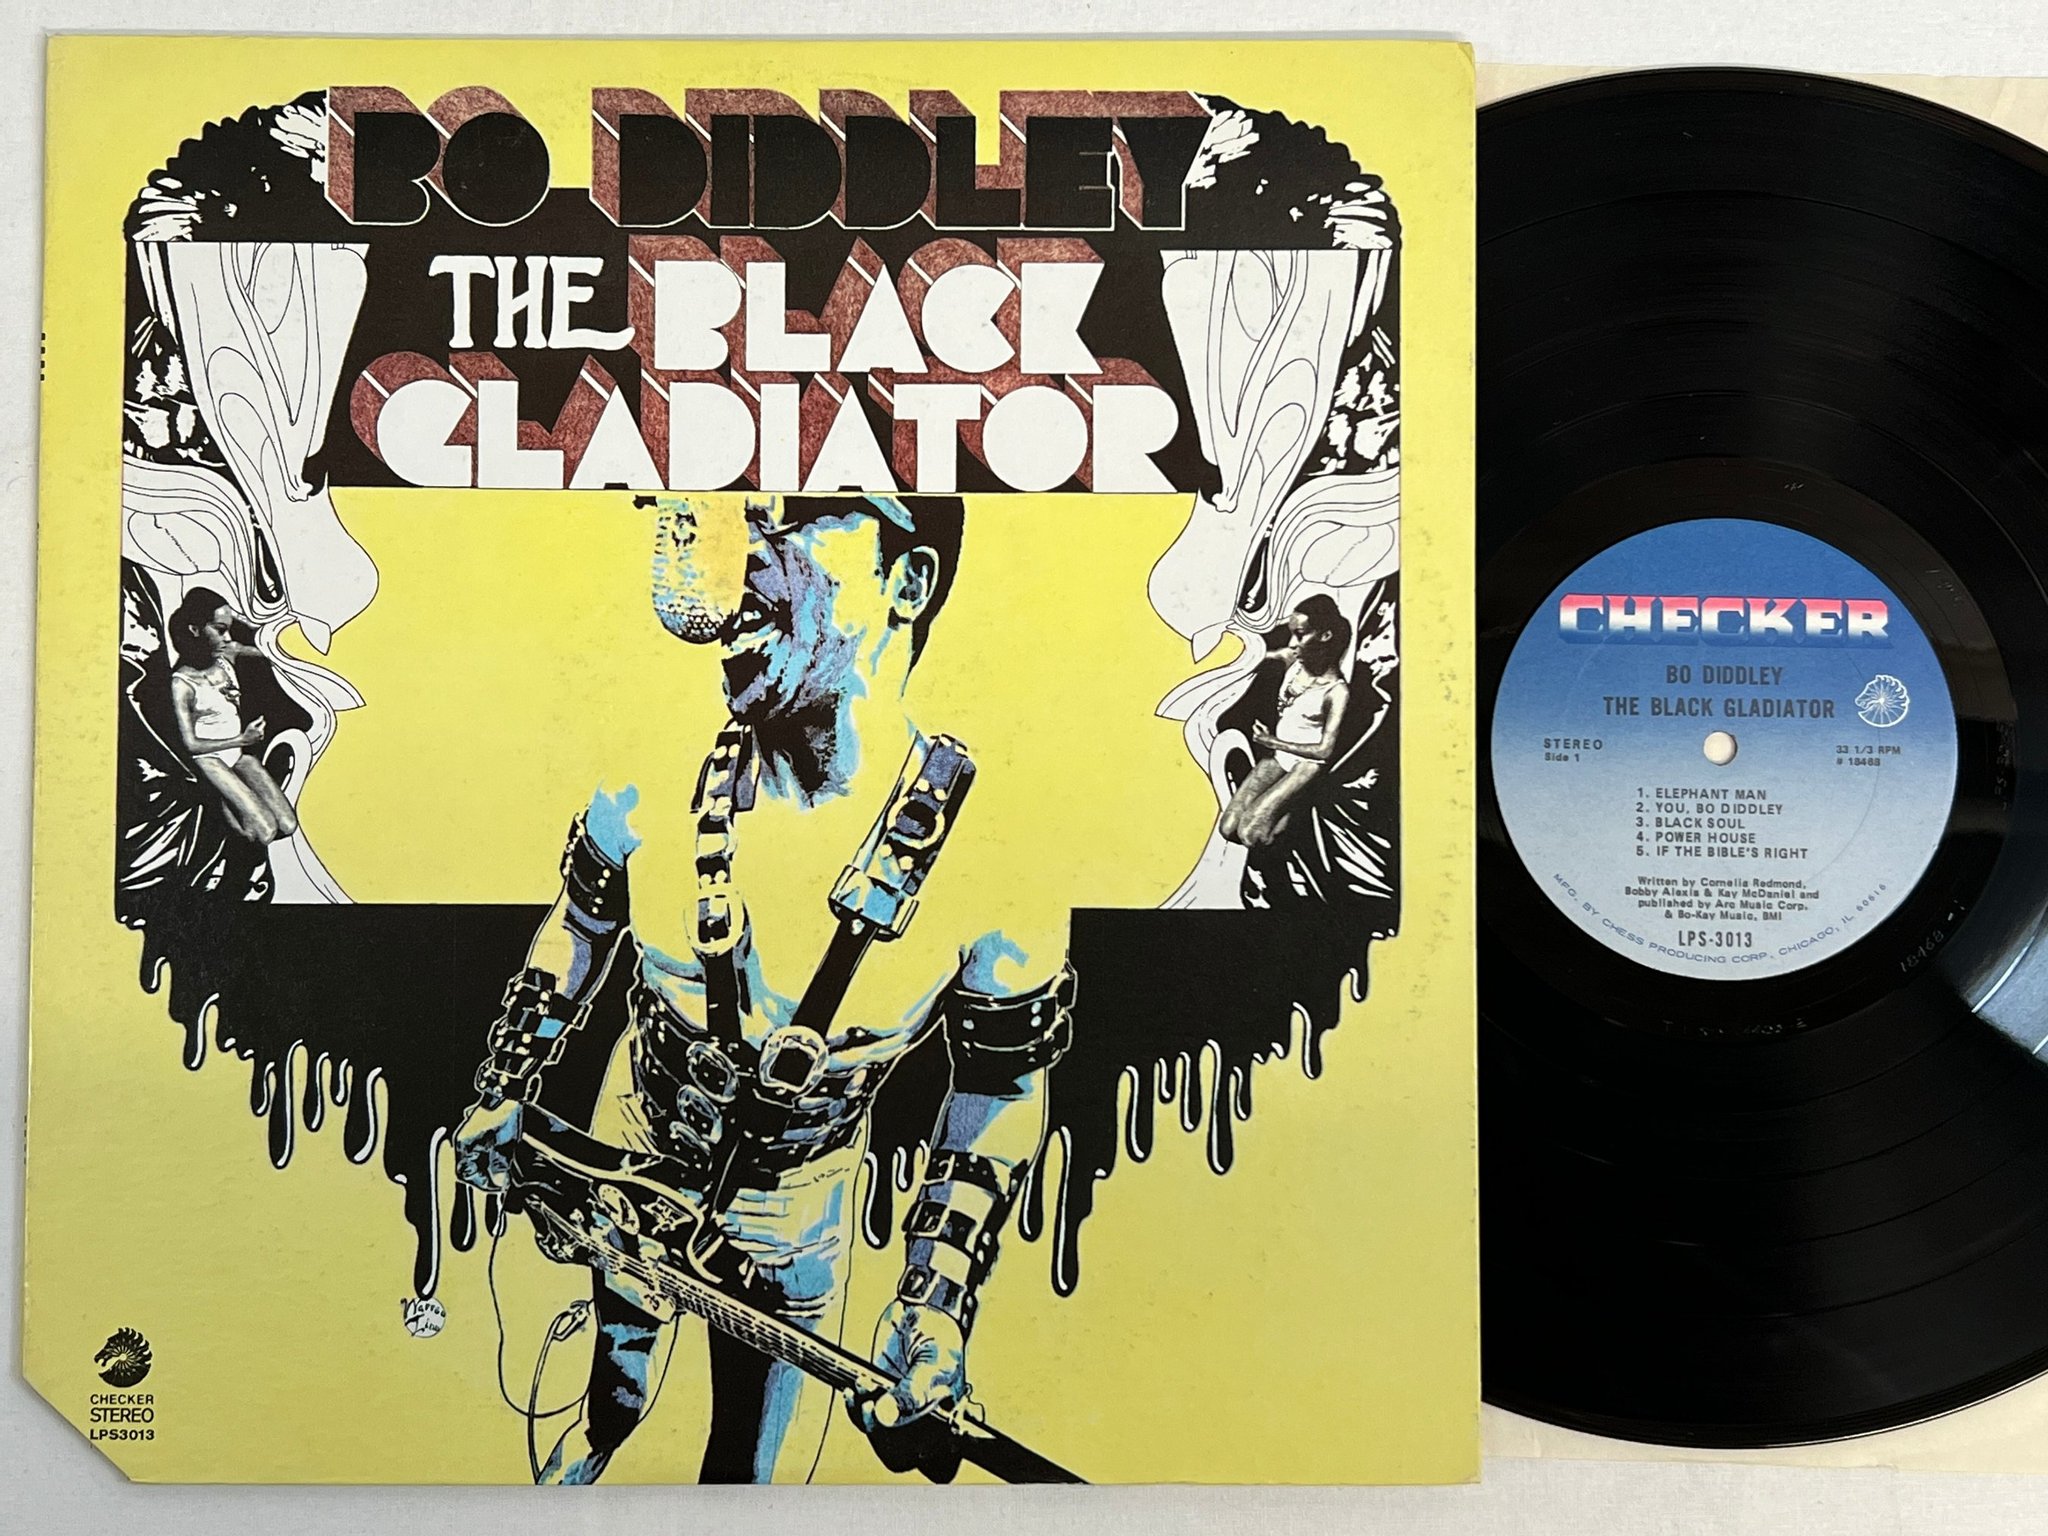 BO DIDDLEY
THE BLACK
GLADIATOR
Warren
CHECKER
STEREO
LPS3013
CHECKER
BO DIDDLEY
THE BLACK GLADIATOR
STEREO
Side 1
33 1/3 RPM
# 18468
1. ELEPHANT MAN
2. YOU, BO DIDDLEY
3. BLACK SOUL
4. POWER HOUSE
5. IF THE BIBLE'S RIGHT
Written by Cornelia Redmond,
Bobby Alexis & Kay McDaniel and
published by Arc Music Corp.
& Bo-Kay Music, BMI
LPS-3013
MFG. BY CHESS PRODUCING CORP., CHICAGO, IL 60616
18468-1